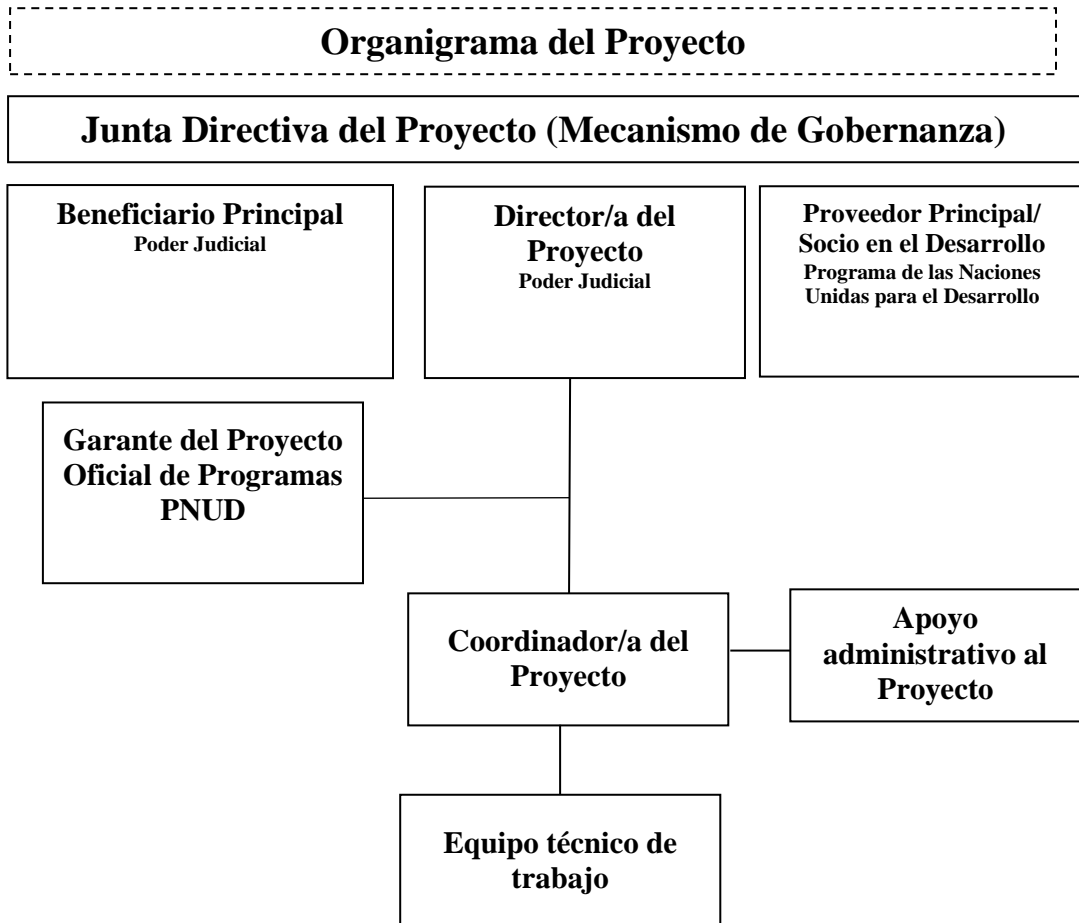 Organigrama del Proyecto
Junta Directiva del Proyecto (Mecanismo de Gobernanza)
Beneficiario Principal
Poder Judicial
Director/a del
Proyecto
Poder Judicial
Proveedor Principal/
Socio en el Desarrollo
Programa de las Naciones
Unidas para el Desarrollo
Garante del Proyecto
Oficial de Programas
PNUD
Coordinador/a del
Proyecto
Apoyo
administrativo al
Proyecto
Equipo técnico de
trabajo